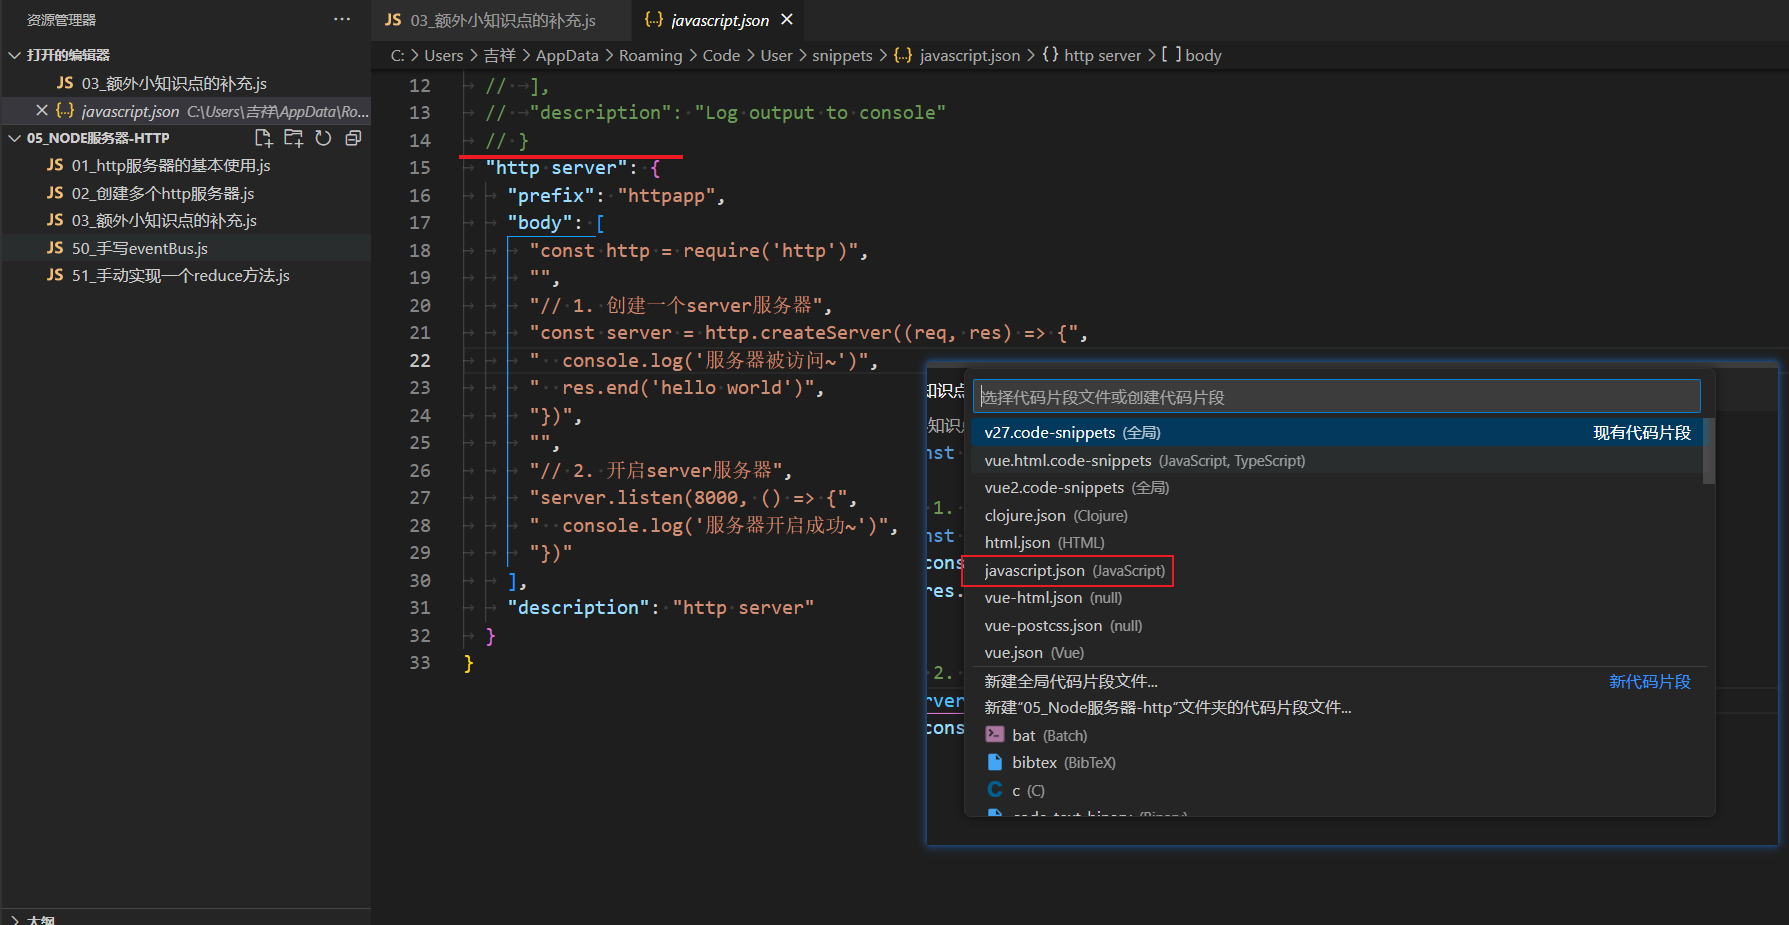 资源管理器 ···
打开的编辑器
JS 03_额外小知识点的补充.js
{..} javascript.json C:\Users\吉祥\AppData\Ro...
05_NODE服务器-HTTP
JS 01_http服务器的基本使用.js
JS 02_创建多个http服务器.js
JS 03_额外小知识点的补充.js
JS 50_手写eventBus.js
JS 51_手动实现一个reduce方法.js
大纲
JS 03_额外小知识点的补充.js
{..} javascript.json
C: > Users > 吉祥 > AppData > Roaming > Code > User > snippets > {..} javascript.json > {} http server > [ ] body
12 // ],
13 // "description": "Log output to console"
14 // }
15 "http server": {
16 "prefix": "httpapp",
17 "body": [
18 "const http = require('http')",
19 "",
20 "// 1. 创建一个server服务器",
21 "const server = http.createServer((req, res) => {",
22 "  console.log('服务器被访问~')",
23 "  res.end('hello world')",
24 "})",
25 "",
26 "// 2. 开启server服务器",
27 "server.listen(8000, () => {",
28 "  console.log('服务器开启成功~')",
29 "})"
30 ],
31 "description": "http server"
32 }
33 }
知识点
知识
nst
1.
nst
cons
res.
2.
rver
cons
选择代码片段文件或创建代码片段
v27.code-snippets (全局) 现有代码片段
vue.html.code-snippets (JavaScript, TypeScript)
vue2.code-snippets (全局)
clojure.json (Clojure)
html.json (HTML)
javascript.json (JavaScript)
vue-html.json (null)
vue-postcss.json (null)
vue.json (Vue)
新建全局代码片段文件... 新代码片段
新建“05_Node服务器-http”文件夹的代码片段文件...
bat (Batch)
bibtex (BibTeX)
C c (C)